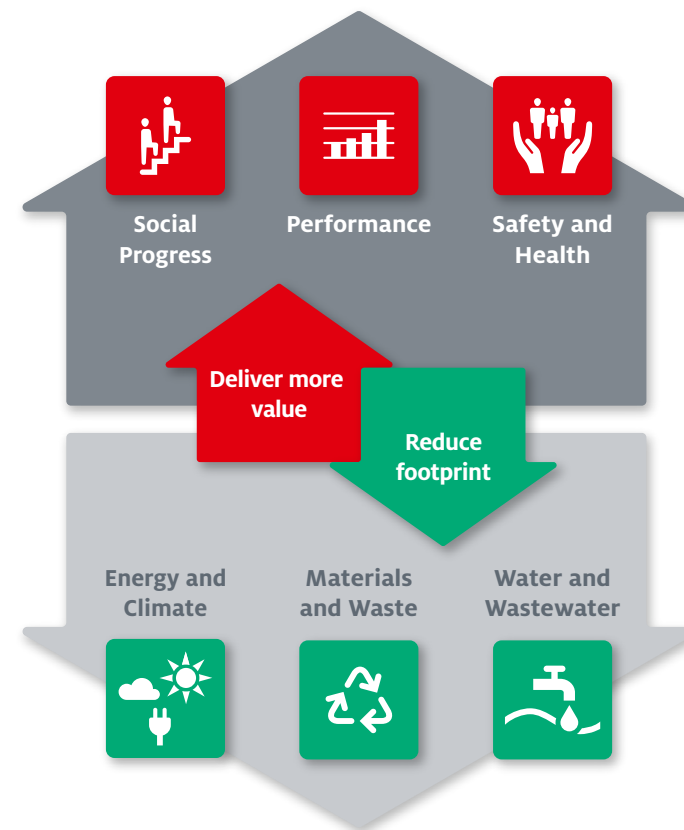 Social
Progress
Performance
Safety and
Health
Deliver more
value
Reduce
footprint
Energy and
Climate
Materials
and Waste
Water and
Wastewater